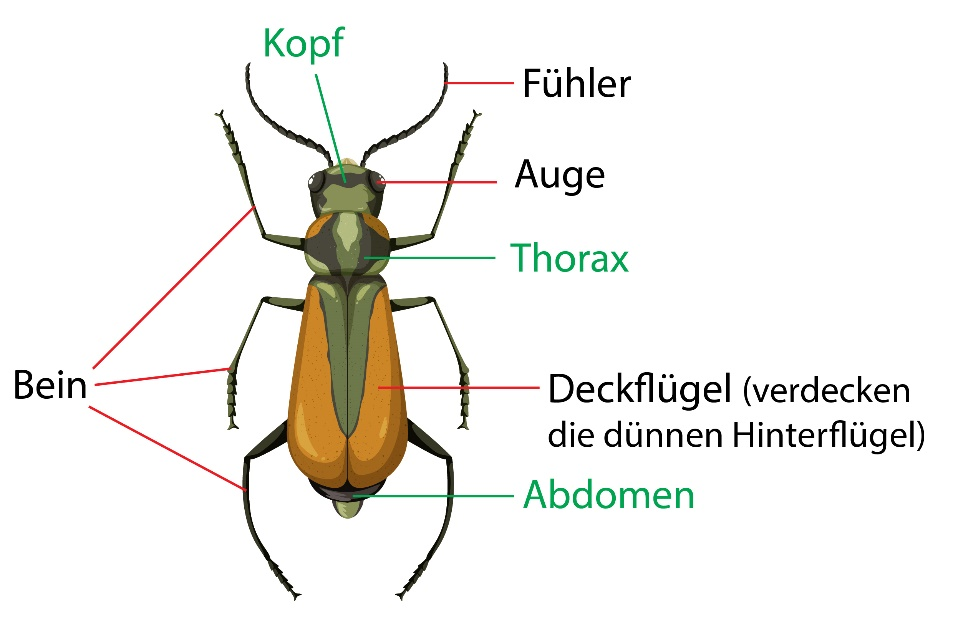 Kopf
Fühler
Auge
Thorax
Bein
Deckflügel (verdecken
die dünnen Hinterflügel)
Abdomen